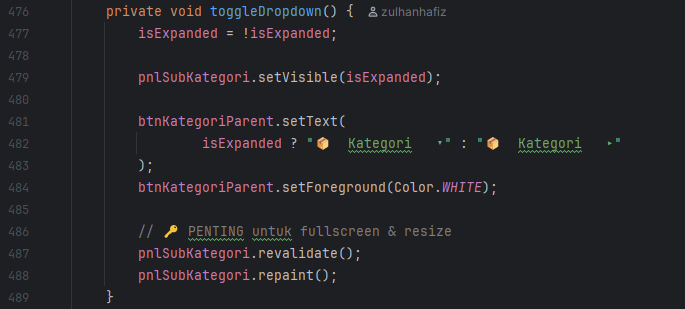 476 private void toggleDropdown() { zulhanhafiz
477 isExpanded = !isExpanded;
478
479 pnlSubKategori.setVisible(isExpanded);
480
481 btnKategoriParent.setText(
482 isExpanded ? "📦  Kategori   ▾" : "📦  Kategori   ▸"
483 );
484 btnKategoriParent.setForeground(Color.WHITE);
485
486 // 🔑 PENTING untuk fullscreen & resize
487 pnlSubKategori.revalidate();
488 pnlSubKategori.repaint();
489 }